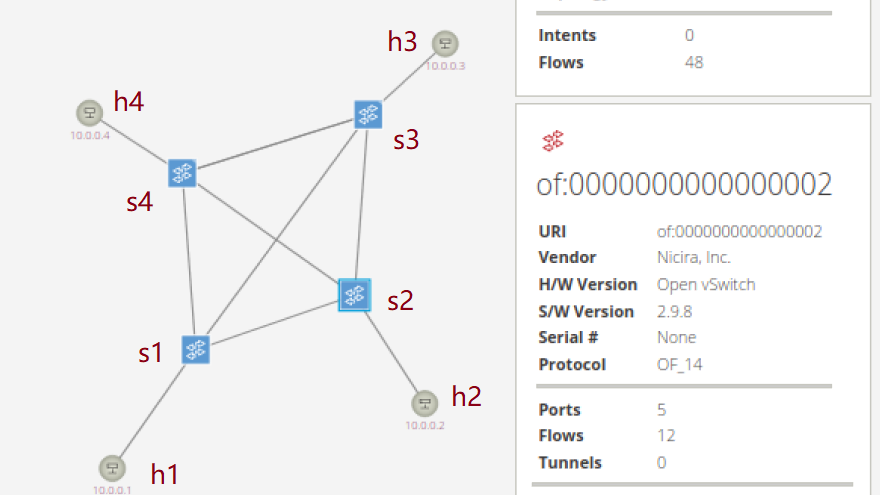 h3
10.0.0.3
h4
10.0.0.4
s3
s4
s2
s1
h2
10.0.0.2
h1
10.0.0.1
Intents 0
Flows 48
of:0000000000000002
URI of:0000000000000002
Vendor Nicira, Inc.
H/W Version Open vSwitch
S/W Version 2.9.8
Serial # None
Protocol OF_14
Ports 5
Flows 12
Tunnels 0